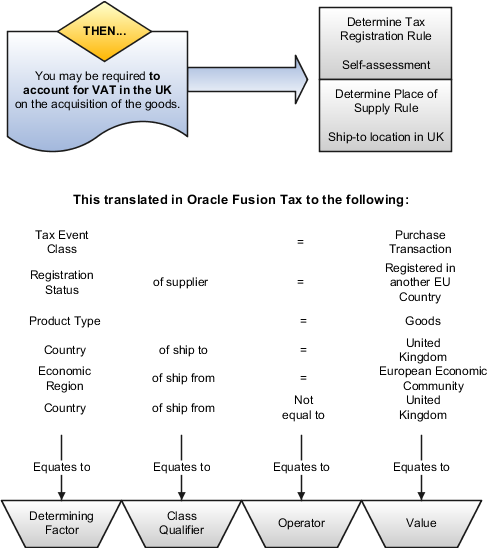 THEN...
You may be required to
account for VAT in the UK
on the acquisition of the goods.
Determine Tax
Registration Rule
Self-assessment
Determine Place of
Supply Rule
Ship-to location in UK
This translated in Oracle Fusion Tax to the following:
Tax Event
Class
=
Purchase
Transaction
Registration
Status
of supplier
=
Registered in
another EU
Country
Product Type
=
Goods
Country
of ship to
=
United
Kingdom
Economic
Region
of ship from
=
European Economic
Community
Country
of ship from
Not
equal to
United
Kingdom
Equates to
Equates to
Equates to
Equates to
Determining
Factor
Class
Qualifier
Operator
Value